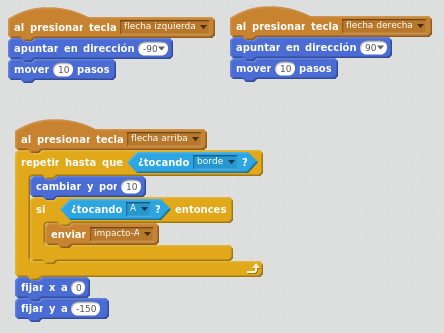 al presionar tecla flecha izquierda
apuntar en dirección -90
mover 10 pasos
al presionar tecla flecha derecha
apuntar en dirección 90
mover 10 pasos
al presionar tecla flecha arriba
repetir hasta que ¿tocando borde ?
cambiar y por 10
si ¿tocando A ? entonces
enviar impacto-A
fijar x a 0
fijar y a -150